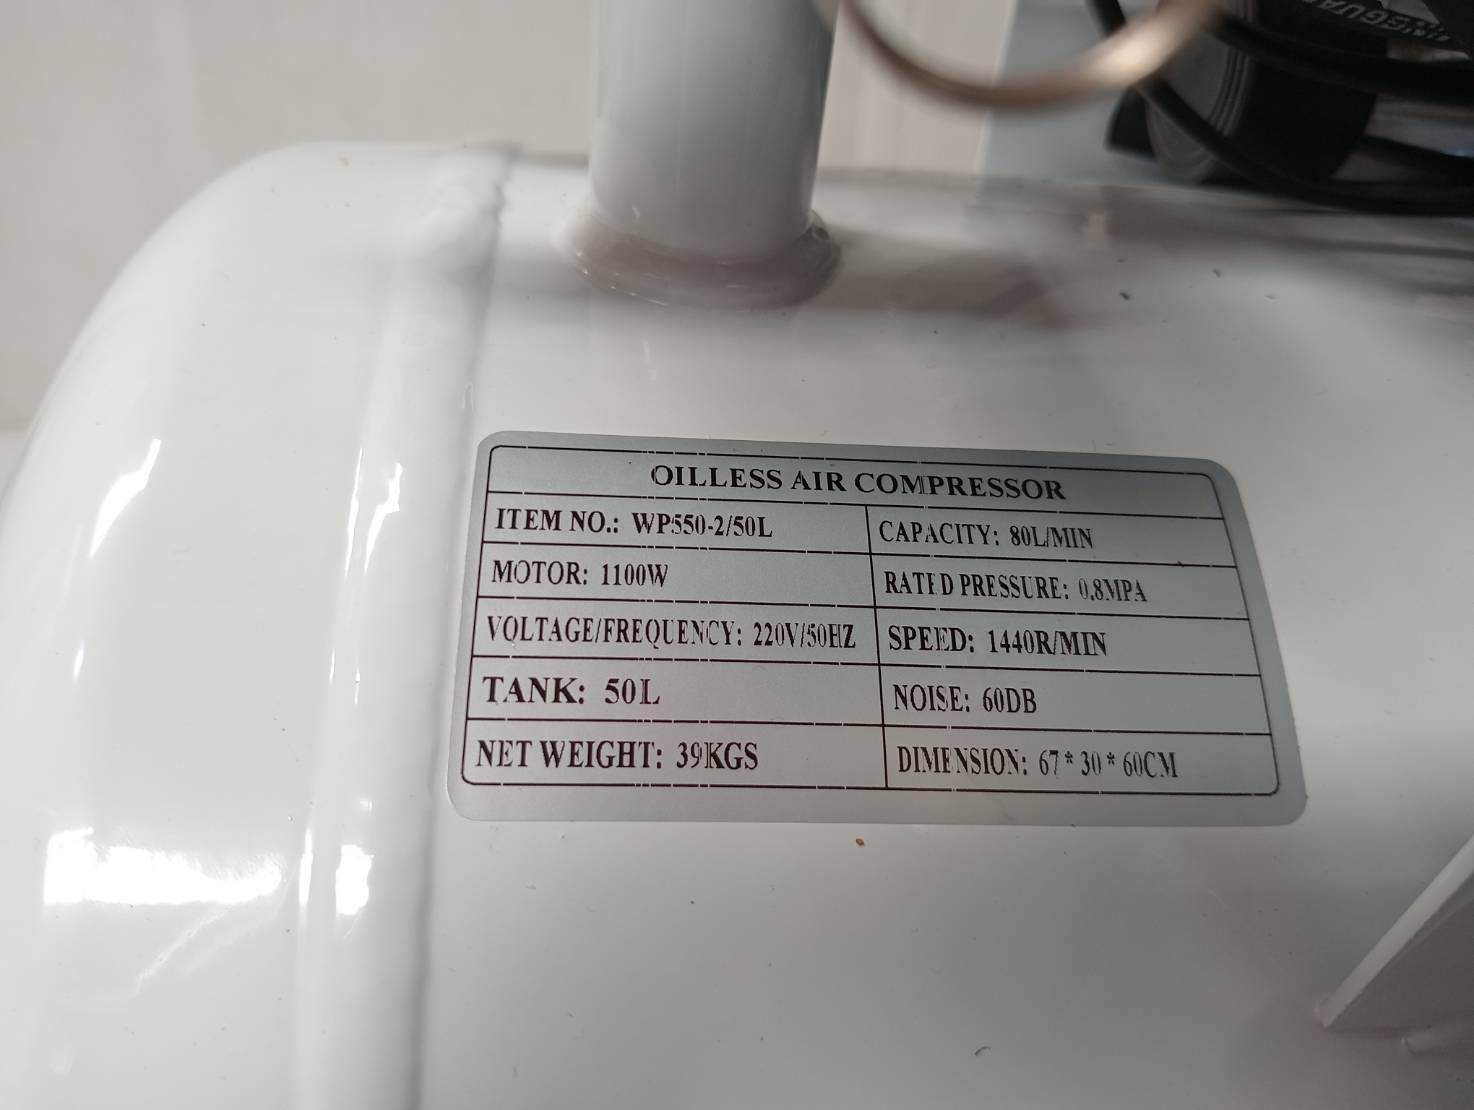 OILLESS AIR COMPRESSOR
ITEM NO.: WP550-2/50L
CAPACITY: 80L/MIN
MOTOR: 1100W
RATED PRESSURE: 0.8MPA
VOLTAGE/FREQUENCY: 220V/50HZ
SPEED: 1440R/MIN
TANK: 50L
NOISE: 60DB
NET WEIGHT: 39KGS
DIMENSION: 67*30*60CM